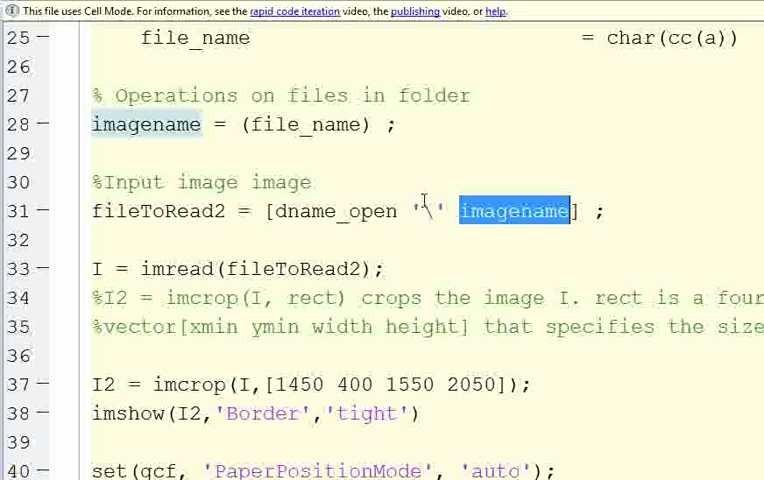 This file uses Cell Mode. For information, see the rapid code iteration video, the publishing video, or help.
25 file_name = char(cc(a))
26
27 % Operations on files in folder
28 imagename = (file_name) ;
29
30 %Input image image
31 fileToRead2 = [dname_open '\' imagename] ;
32
33 I = imread(fileToRead2);
34 %I2 = imcrop(I, rect) crops the image I. rect is a four
35 %vector[xmin ymin width height] that specifies the size
36
37 I2 = imcrop(I,[1450 400 1550 2050]);
38 imshow(I2,'Border','tight')
39
40 set(gcf, 'PaperPositionMode', 'auto');